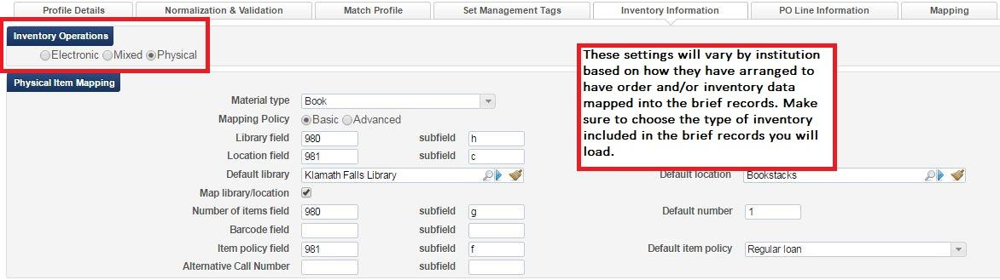 Profile Details Normalization & Validation Match Profile Set Management Tags Inventory Information PO Line Information Mapping
Inventory Operations
Electronic Mixed Physical
These settings will vary by institution
based on how they have arranged to
have order and/or inventory data
mapped into the brief records. Make
sure to choose the type of inventory
included in the brief records you will
load.
Physical Item Mapping
Material type Book
Mapping Policy Basic Advanced
Library field 980 subfield h
Location field 981 subfield c
Default library Klamath Falls Library Default location Bookstacks
Map library/location
Number of items field 980 subfield g Default number 1
Barcode field subfield
Item policy field 981 subfield f Default item policy Regular loan
Alternative Call Number subfield